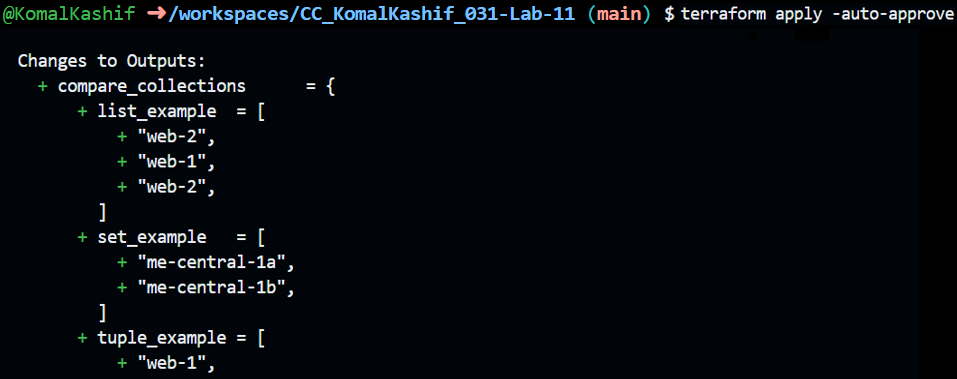 @KomalKashif ➜/workspaces/CC_KomalKashif_031-Lab-11 (main) $ terraform apply -auto-approve
Changes to Outputs:
+ compare_collections = {
+ list_example = [
+ "web-2",
+ "web-1",
+ "web-2",
]
+ set_example = [
+ "me-central-1a",
+ "me-central-1b",
]
+ tuple_example = [
+ "web-1",